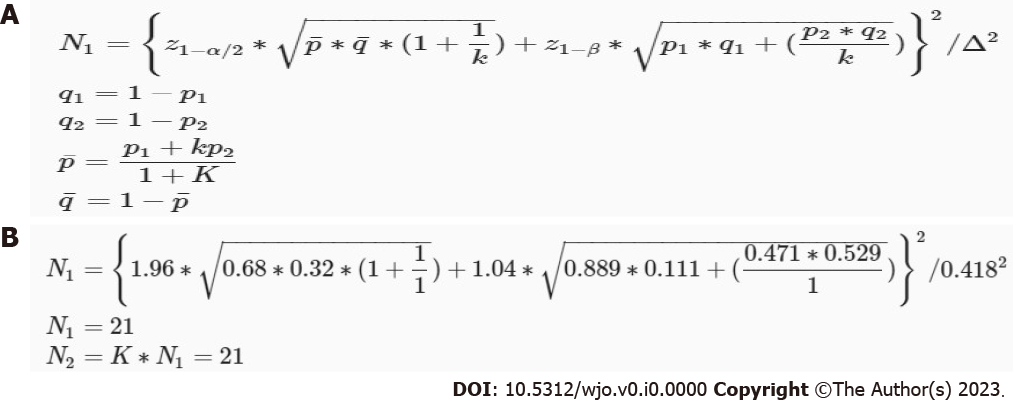 A
N₁ = { z₁₋α/₂ * √(p̄ * q̄ * (1 + 1/k)) + z₁₋β * √(p₁ * q₁ + (p₂ * q₂/k)) }² /Δ²
q₁ = 1 − p₁
q₂ = 1 − p₂
p̄ = p₁ + kp₂ / 1 + K
q̄ = 1 − p̄
B
N₁ = { 1.96 * √(0.68 * 0.32 * (1 + 1/1)) + 1.04 * √(0.889 * 0.111 + (0.471 * 0.529/1)) }² /0.418²
N₁ = 21
N₂ = K * N₁ = 21
DOI: 10.5312/wjo.v0.i0.0000 Copyright ©The Author(s) 2023.